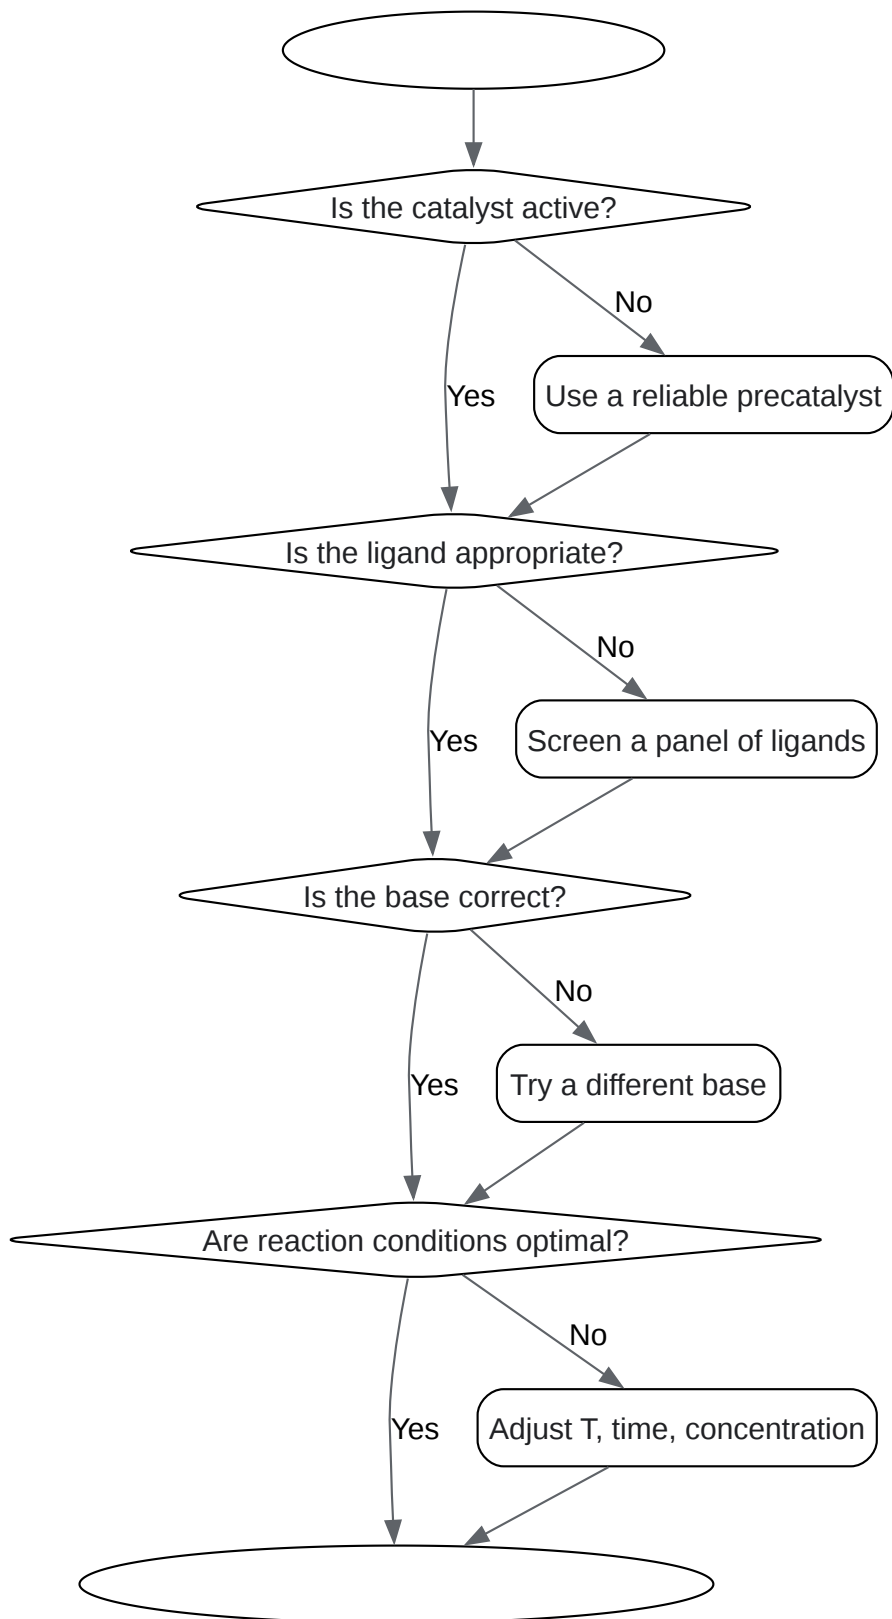 Is the catalyst active?
No
Yes
Use a reliable precatalyst
Is the ligand appropriate?
No
Yes
Screen a panel of ligands
Is the base correct?
No
Yes
Try a different base
Are reaction conditions optimal?
No
Yes
Adjust T, time, concentration